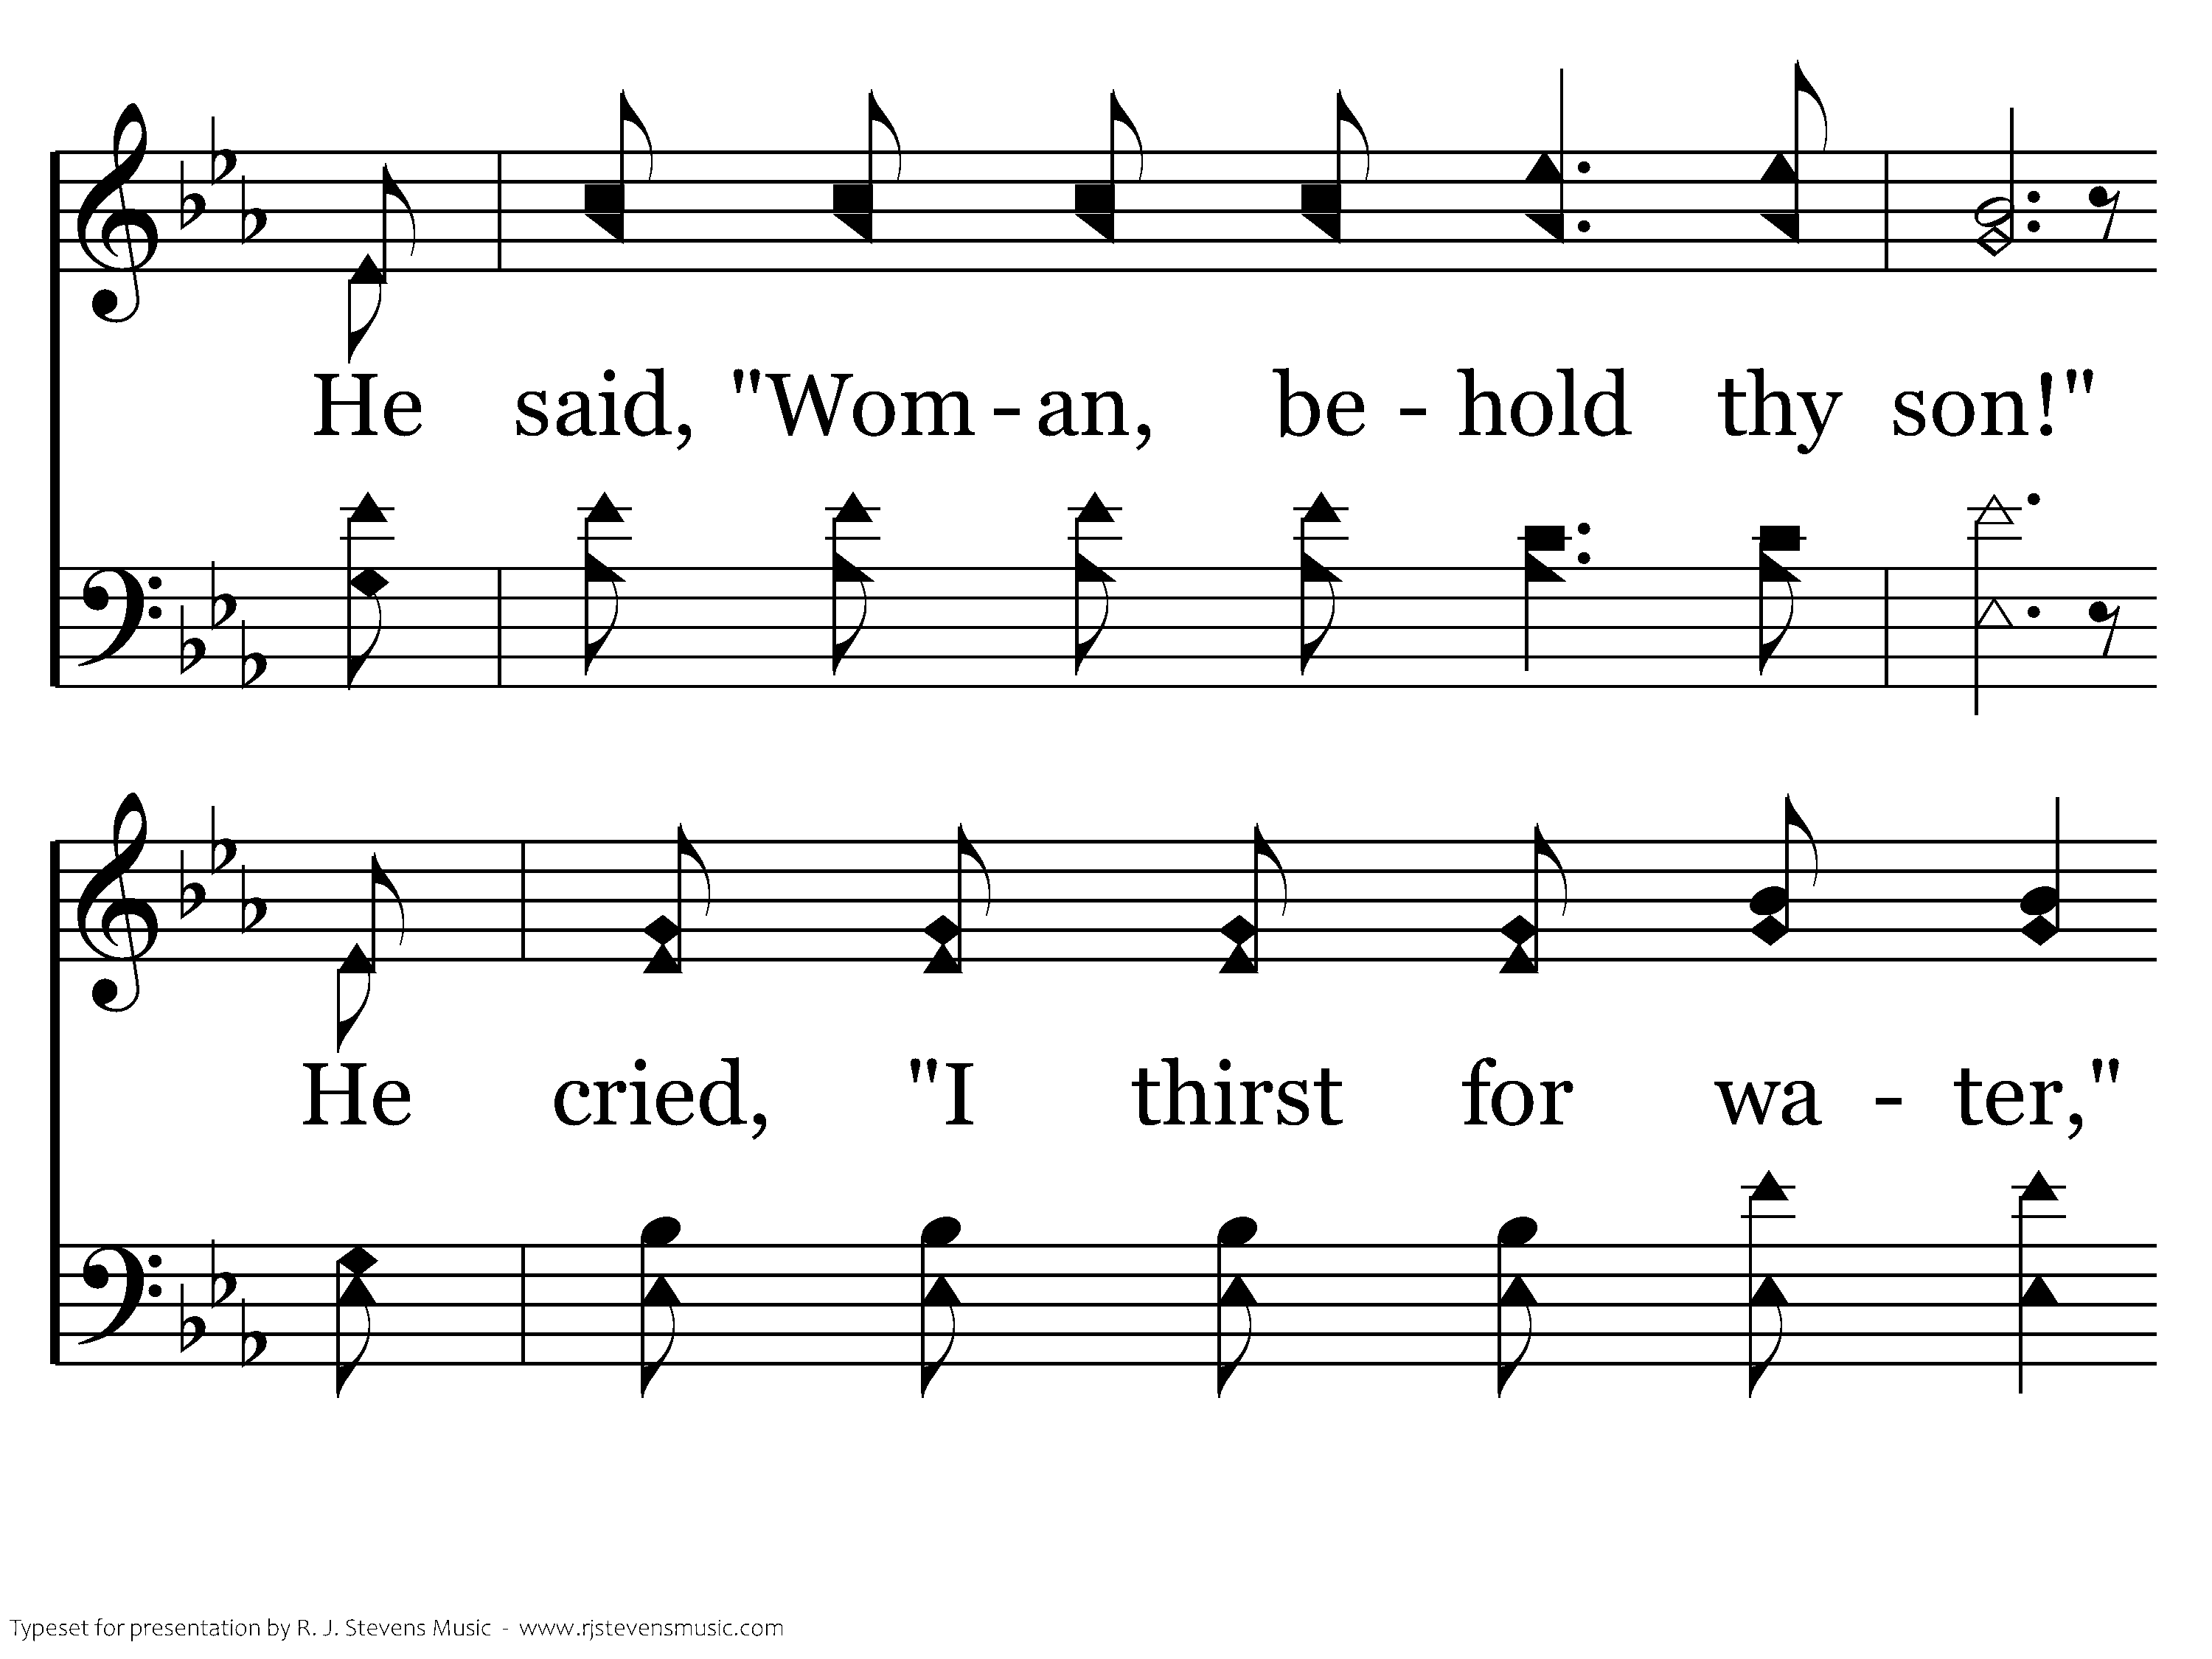 He said, "Wom - an, be - hold thy son!"
He cried, "I thirst for wa - ter,"
Typeset for presentation by R. J. Stevens Music - www.rjstevensmusic.com